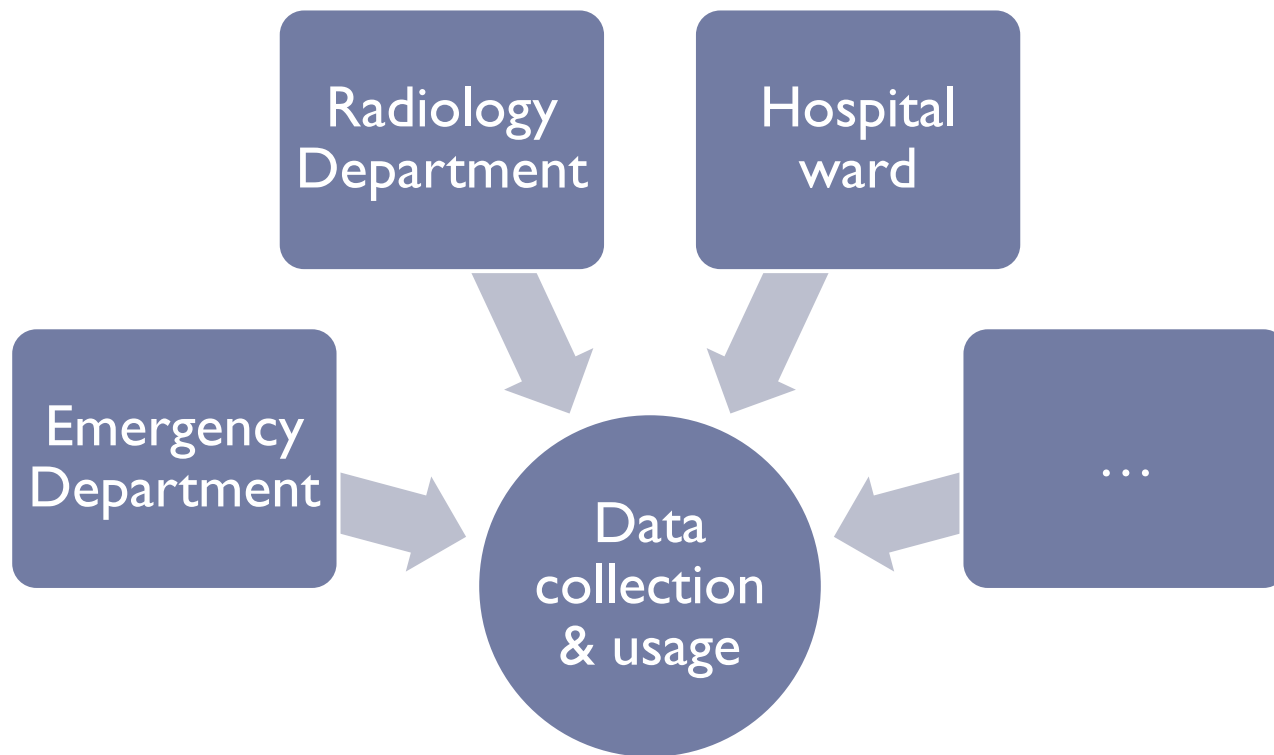 Radiology
Department
Hospital
ward
Emergency
Department
...
Data
collection
& usage